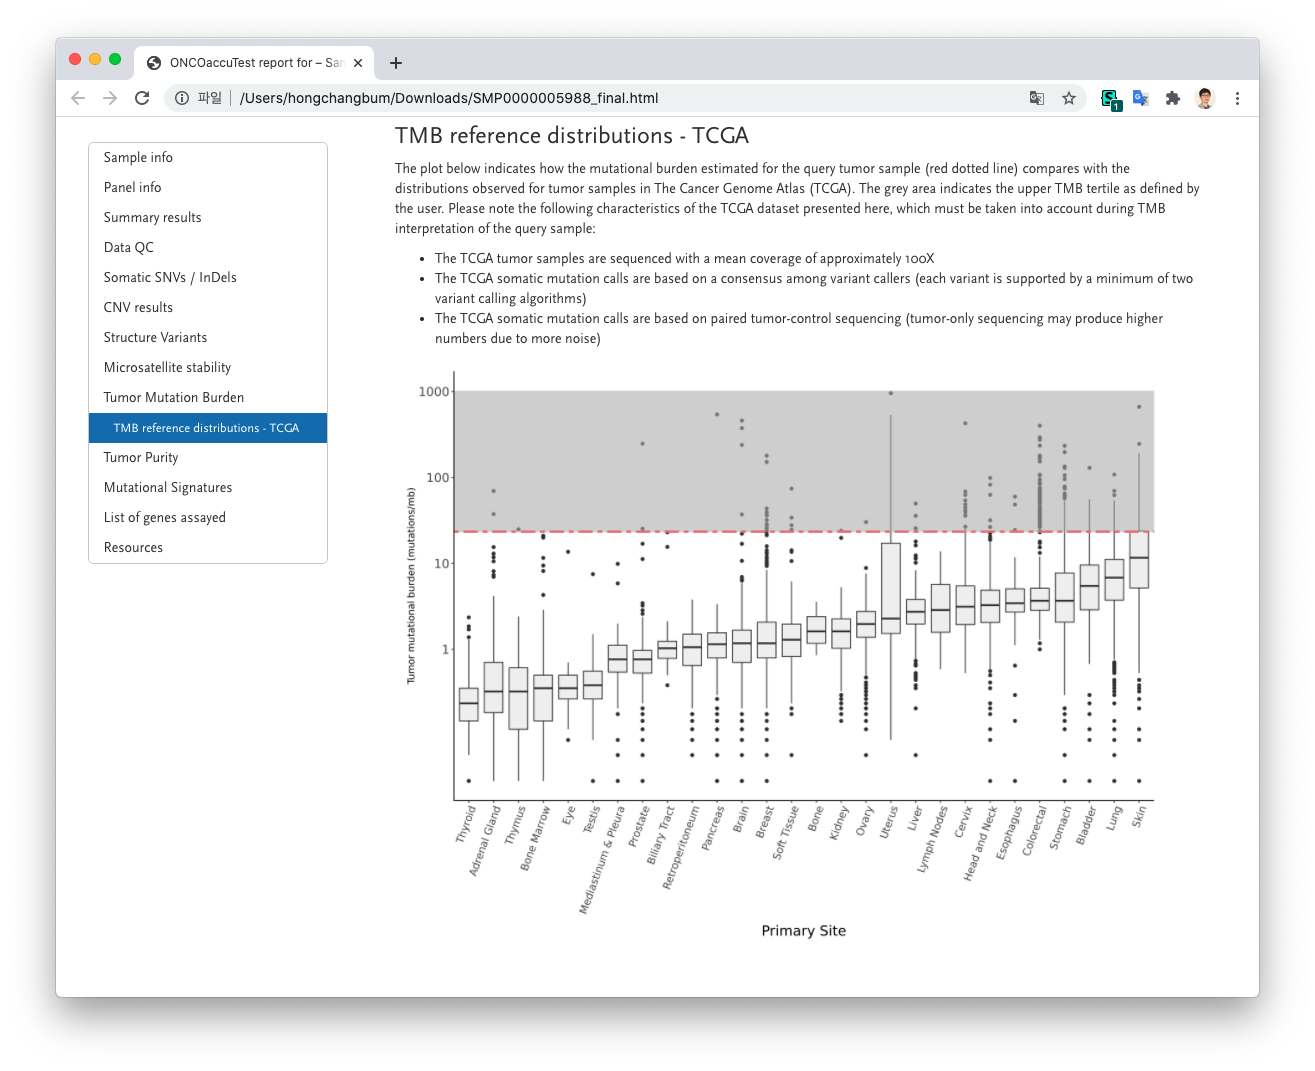 ONCOaccuTest report for – Sar
파일
/Users/hongchangbum/Downloads/SMP0000005988_final.html
1
Sample info
Panel info
Summary results
Data QC
Somatic SNVs / InDels
CNV results
Structure Variants
Microsatellite stability
Tumor Mutation Burden
TMB reference distributions - TCGA
Tumor Purity
Mutational Signatures
List of genes assayed
Resources
TMB reference distributions - TCGA
The plot below indicates how the mutational burden estimated for the query tumor sample (red dotted line) compares with the
distributions observed for tumor samples in The Cancer Genome Atlas (TCGA). The grey area indicates the upper TMB tertile as defined by
the user. Please note the following characteristics of the TCGA dataset presented here, which must be taken into account during TMB
interpretation of the query sample:
• The TCGA tumor samples are sequenced with a mean coverage of approximately 100X
• The TCGA somatic mutation calls are based on a consensus among variant callers (each variant is supported by a minimum of two
variant calling algorithms)
• The TCGA somatic mutation calls are based on paired tumor-control sequencing (tumor-only sequencing may produce higher
numbers due to more noise)
Tumor mutational burden (mutations/mb)
1000
100
10
1
Thyroid
Adrenal Gland
Thymus
Bone Marrow
Eye
Testis
Mediastinum & Pleura
Prostate
Biliary Tract
Retroperitoneum
Pancreas
Brain
Breast
Soft Tissue
Bone
Kidney
Ovary
Uterus
Liver
Lymph Nodes
Cervix
Head and Neck
Esophagus
Colorectal
Stomach
Bladder
Lung
Skin
Primary Site